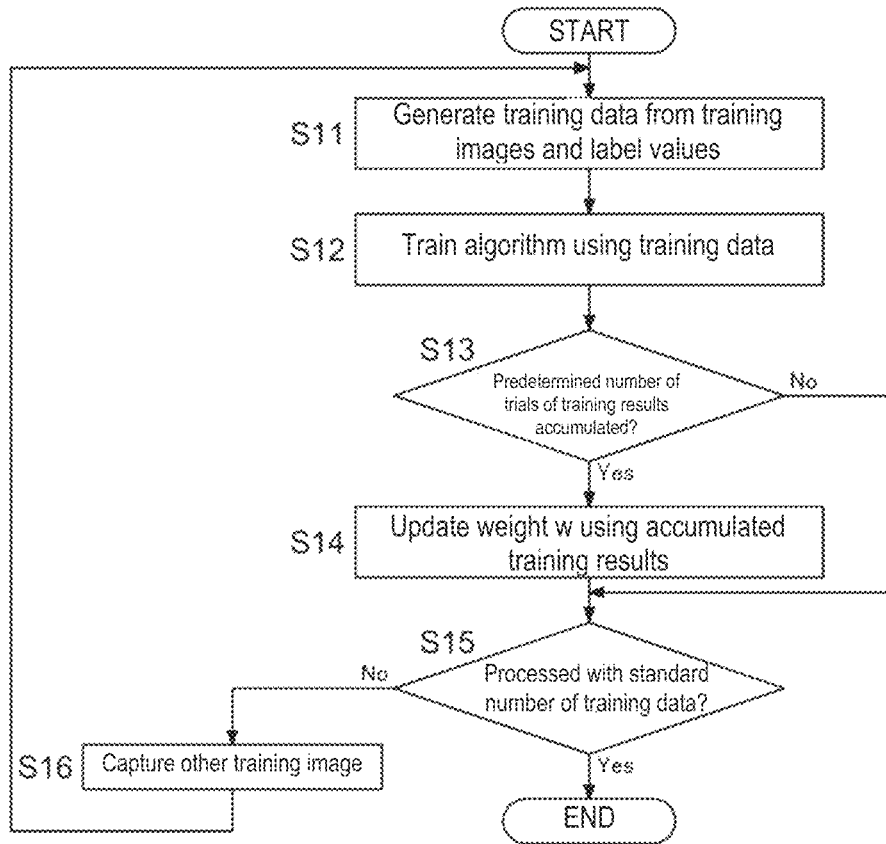 START
S11
Generate training data from training
images and label values
S12
Train algorithm using training data
S13
Predetermined number of
trials of training results
accumulated?
No
Yes
S14
Update weight w using accumulated
training results
S15
Processed with standard
number of training data?
No
Yes
S16
Capture other training image
END